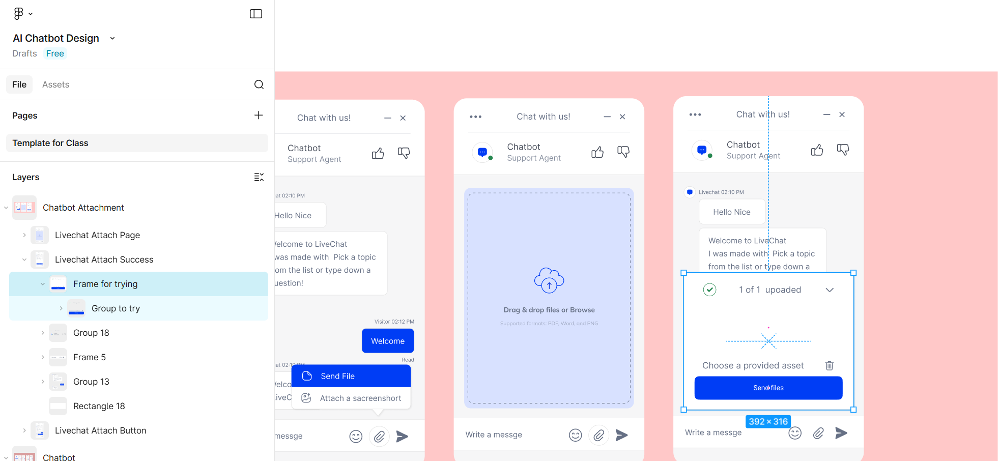 AI Chatbot Design
Drafts Free
File Assets
Pages
Template for Class
Layers
Chatbot Attachment
Livechat Attach Page
Livechat Attach Success
Frame for trying
Group to try
Group 18
Frame 5
Group 13
Rectangle 18
Livechat Attach Button
Chatbot
Chat with us!
Chatbot
Support Agent
at 02:10 PM
Hello Nice
elcome to LiveChat
was made with Pick a topic
om the list or type down a
uestion!
Visitor 02:12 PM
Welcome
Read
at 02:10 PM
elco
iveC
Send File
Attach a sacreenshort
messge
Chat with us!
Chatbot
Support Agent
Drag & drop files or Browse
Supported formats: PDF, Word, and PNG
Write a messge
Chat with us!
Chatbot
Support Agent
Livechat 02:10 PM
Hello Nice
Welcome to LiveChat
I was made with Pick a topic
from the list or type down a
1 of 1 upoaded
Choose a provided asset
Send files
392 × 316
Write a messge